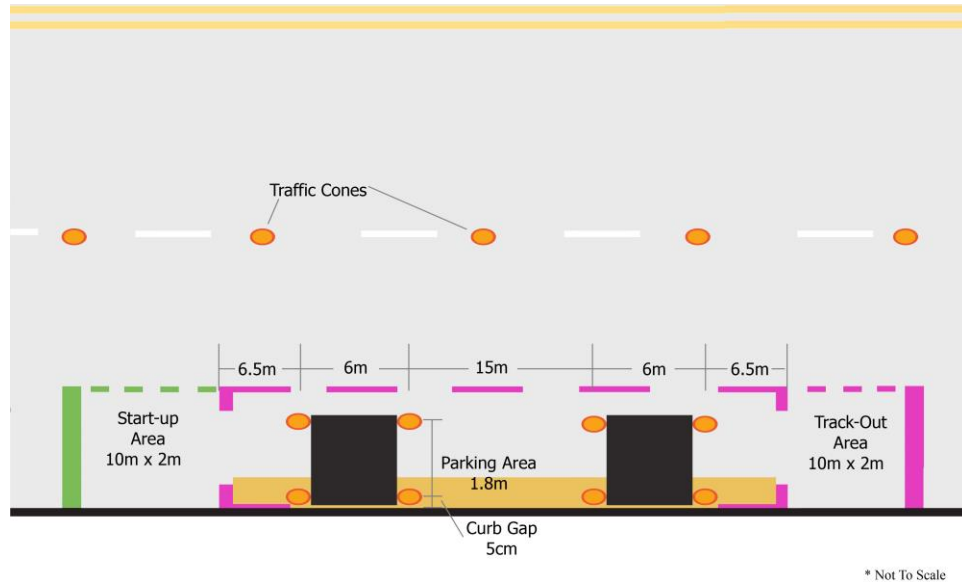 Traffic Cones
6.5m 6m 15m 6m 6.5m
Start-up
Area
10m x 2m
Parking Area
1.8m
Track-Out
Area
10m x 2m
Curb Gap
5cm
* Not To Scale